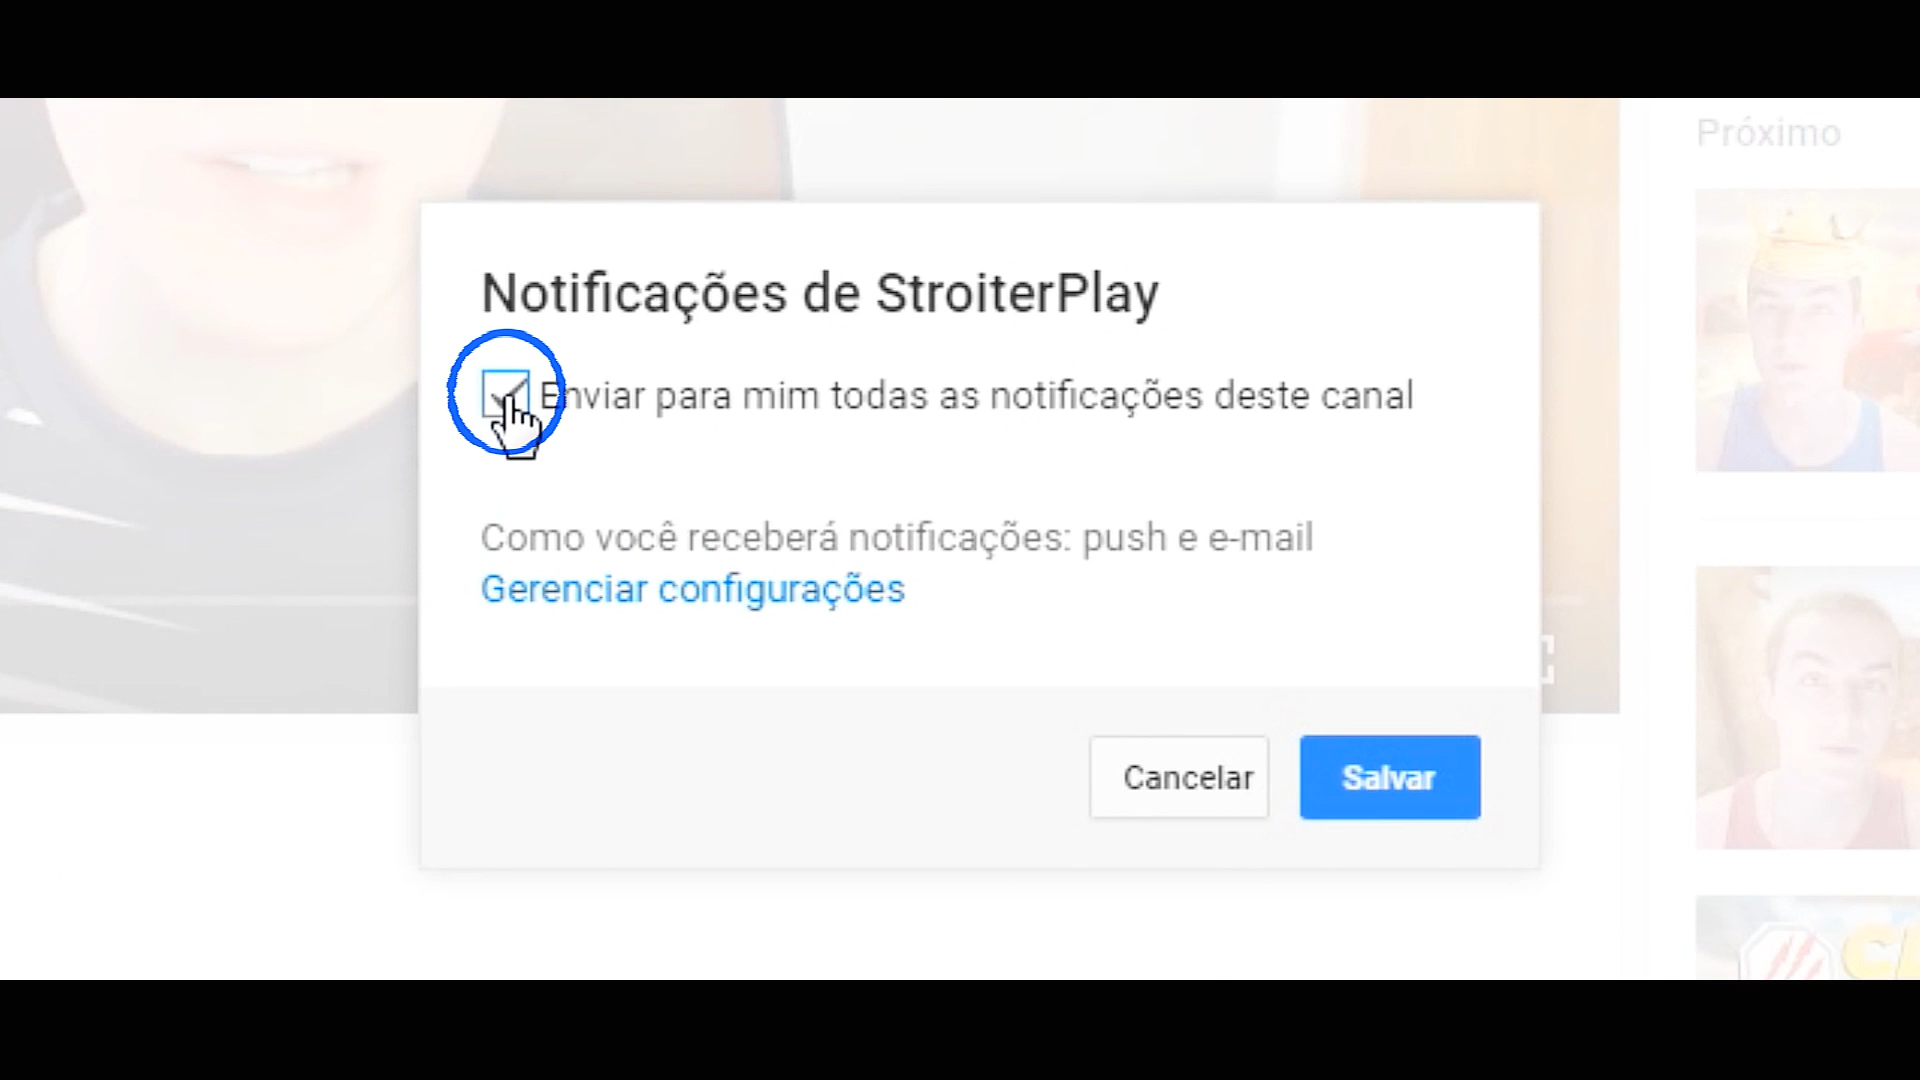 Próximo
Notificações de StroiterPlay
Enviar para mim todas as notificações deste canal
Como você receberá notificações: push e e-mail
Gerenciar configurações
Cancelar
Salvar